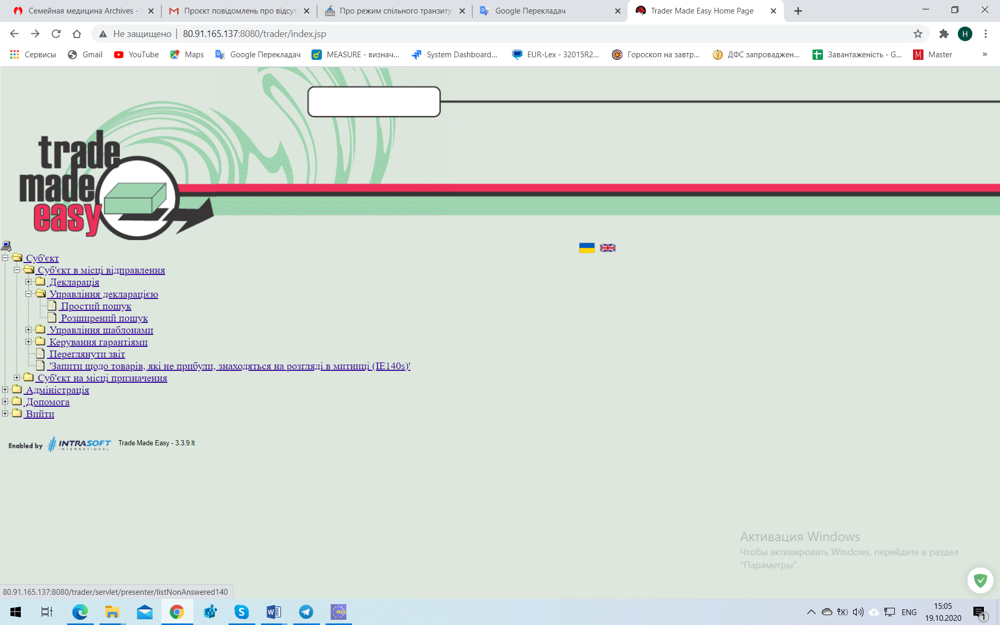 Семейная медицина Archives -
Проєкт повідомлень про відсут
Про режим спільного транзиту
Google Перекладач
Trader Made Easy Home Page
Не защищено | 80.91.165.137:8080/trader/index.jsp
H
Сервисы
Gmail
YouTube
Maps
Google Перекладач
MEASURE - визнач...
System Dashboard...
EUR-Lex - 32015R2...
Гороскоп на завтр...
ДФС запроваджен...
Завантаженість - G...
M
Master
»
trade
made
easy
Суб'єкт
Суб'єкт в місці відправлення
Декларація
Управління декларацією
Простий пошук
Розширений пошук
Управління шаблонами
Керування гарантіями
Переглянути звіт
'Запити щодо товарів, які не прибули, знаходяться на розгляді в митниці (IE140s)'
Суб'єкт на місці призначення
Адміністрація
Допомога
Вийти
Enabled by INTRASOFT
INTERNATIONAL
Trade Made Easy - 3.3.9.lt
Активация Windows
Чтобы активировать Windows, перейдите в раздел
"Параметры".
80.91.165.137:8080/trader/servlet/presenter/listNonAnswered140
MCC
ENG
15:05
19.10.2020
1